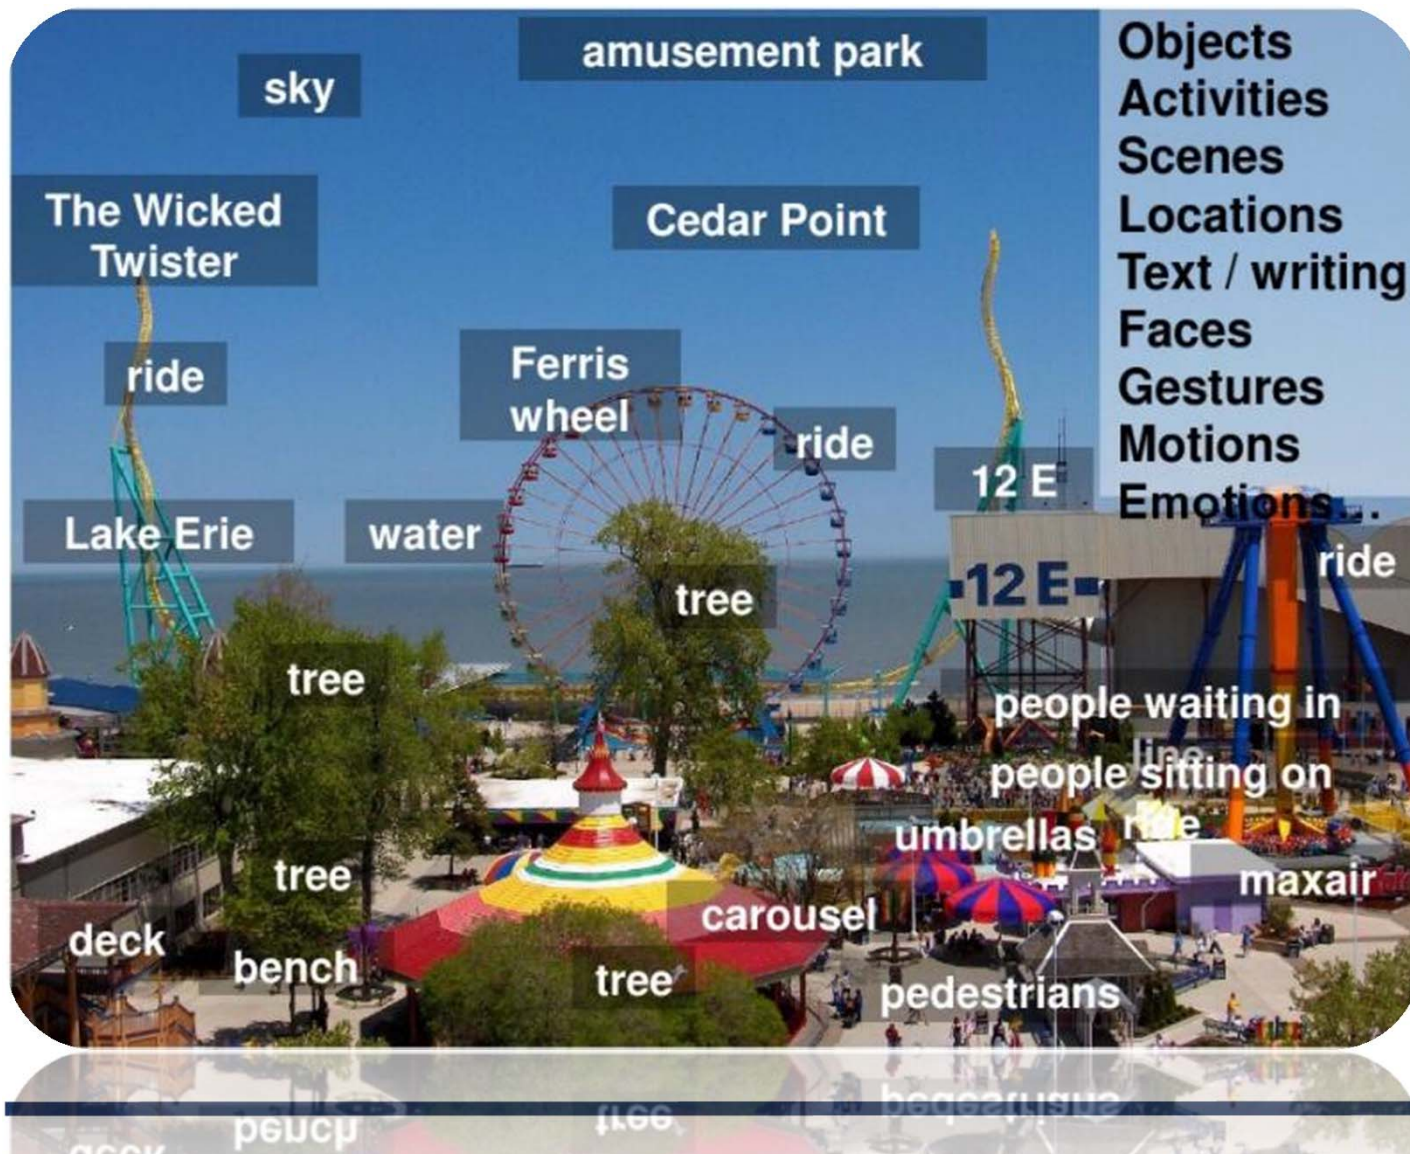 amusement park
sky
The Wicked
Twister
Cedar Point
ride
Ferris
wheel
ride
12 E
Lake Erie
water
12 E
tree
tree
ride
people waiting in
line
people sitting on
ride
umbrellas
tree
maxair
carousel
deck
bench
tree
pedestrians
Objects
Activities
Scenes
Locations
Text / writing
Faces
Gestures
Motions
Emotions…